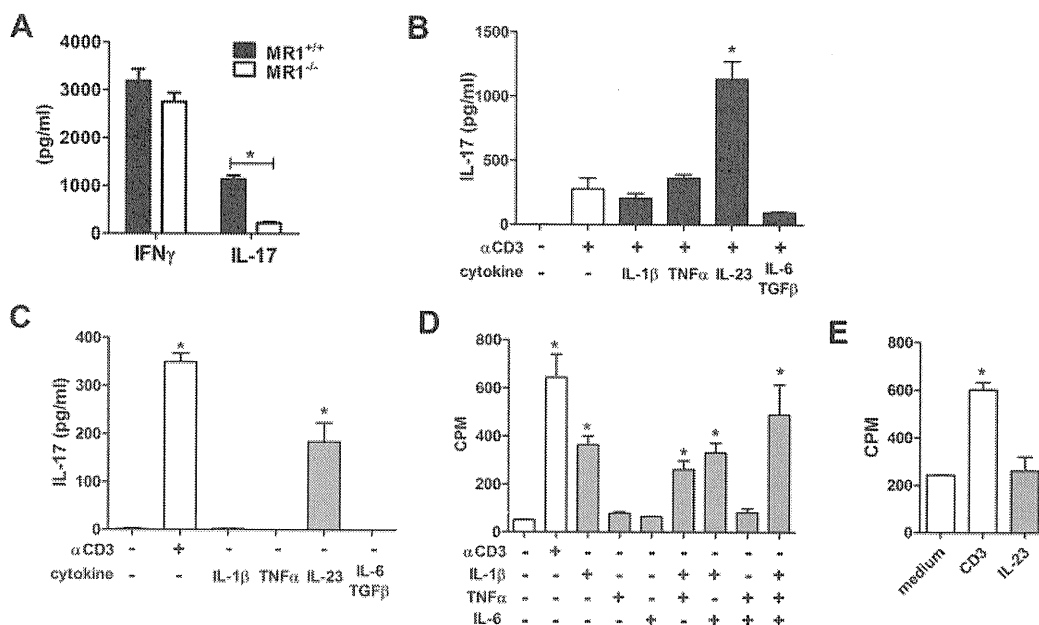 A
4000
3000
2000
1000
0
(pg/ml)
MR1+/+
MR1-/-
*
IFNγ IL-17
B
1500
1000
500
0
IL-17 (pg/ml)
*
αCD3 - + + + + +
cytokine - - IL-1β TNFα IL-23 IL-6
TGFβ
C
400
300
200
100
0
IL-17 (pg/ml)
* *
αCD3 - + - - - -
cytokine - - IL-1β TNFα IL-23 IL-6
TGFβ
D
800
600
400
200
0
CPM
* * * * *
αCD3 - + - - - - - - -
IL-1β - - + - - + + - +
TNFα - - - + - + - + +
IL-6 - - - - + - + + +
E
800
600
400
200
0
CPM
*
medium CD3 IL-23